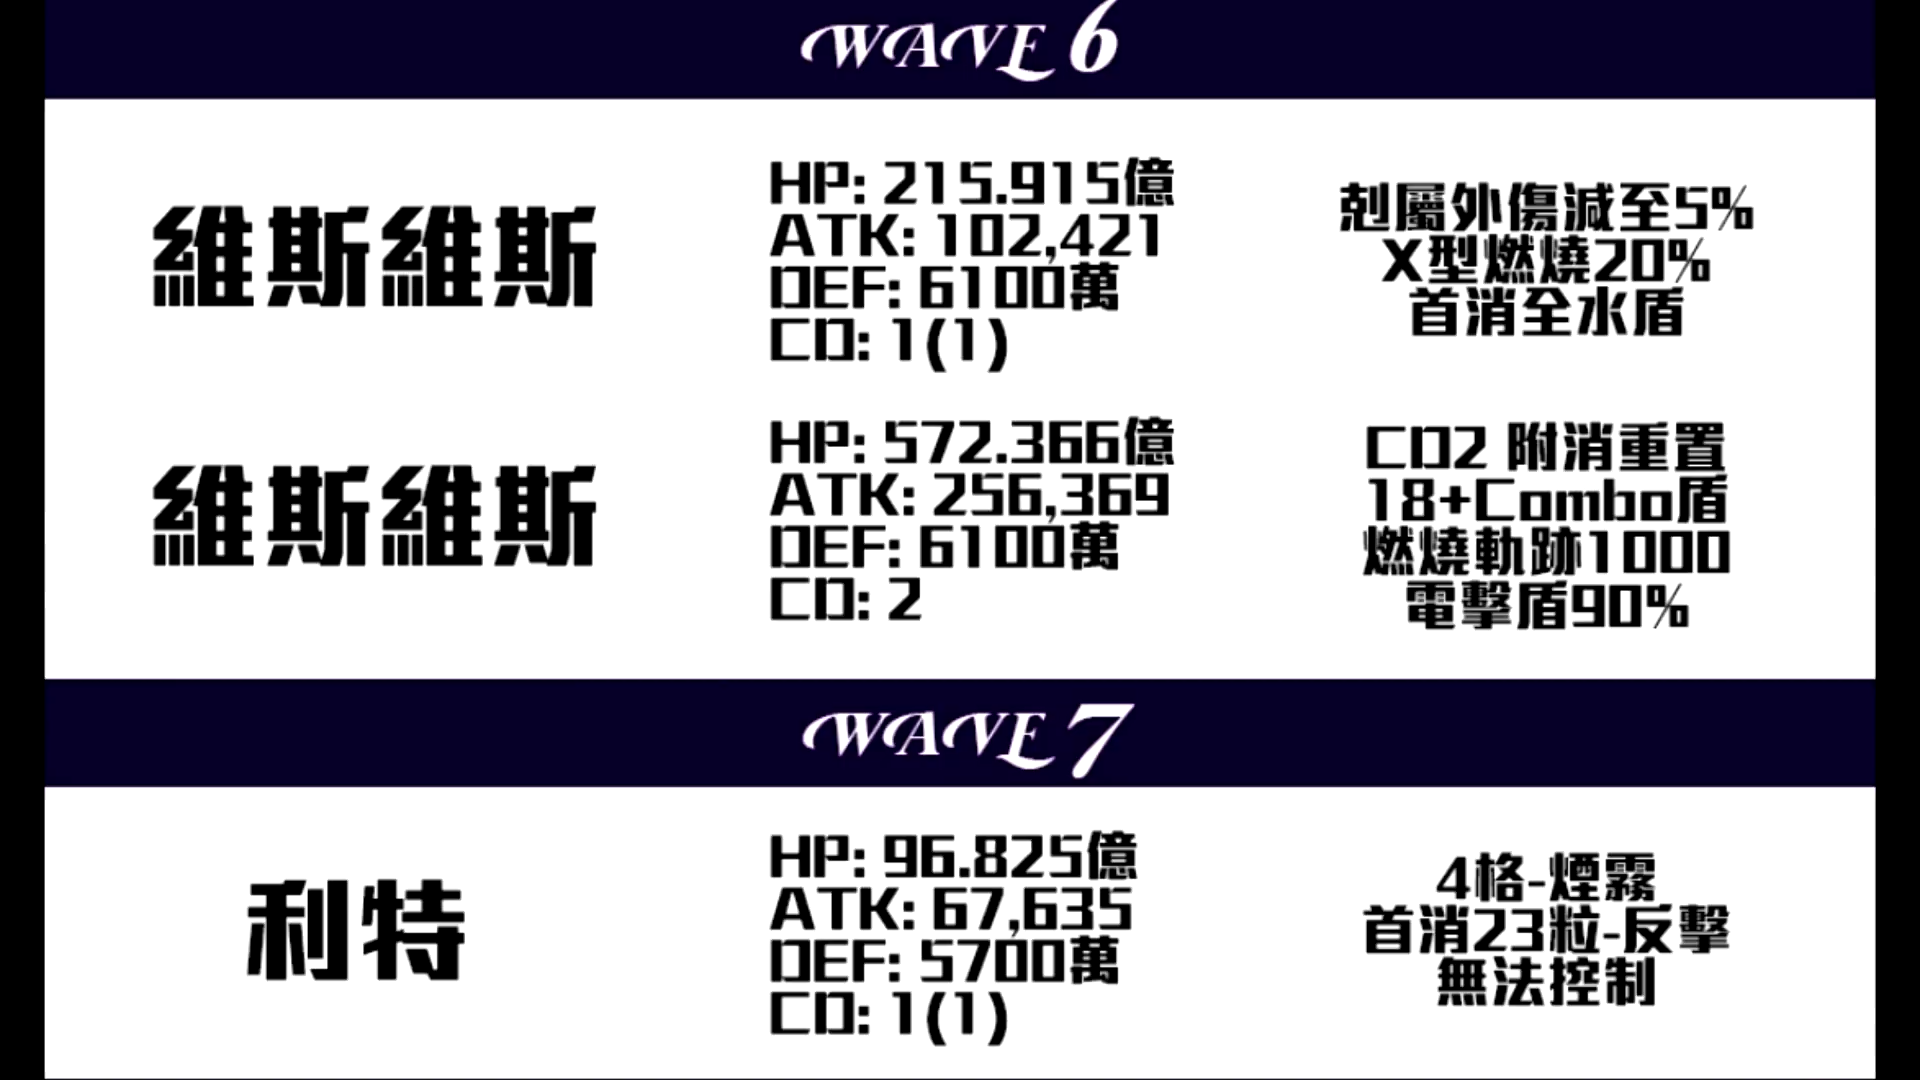 WAVE 6
維斯維斯
HP: 215.915億
ATK: 102,421
DEF: 6100萬
CD: 1(1)
剋屬外傷減至5%
X型燃燒20%
首消全水盾
維斯維斯
HP: 572.366億
ATK: 256,369
DEF: 6100萬
CD: 2
CD2 附消重置
18+Combo盾
燃燒軌跡1000
電擊盾90%
WAVE 7
利特
HP: 96.825億
ATK: 67,635
DEF: 5700萬
CD: 1(1)
4格-煙霧
首消23粒-反擊
無法控制